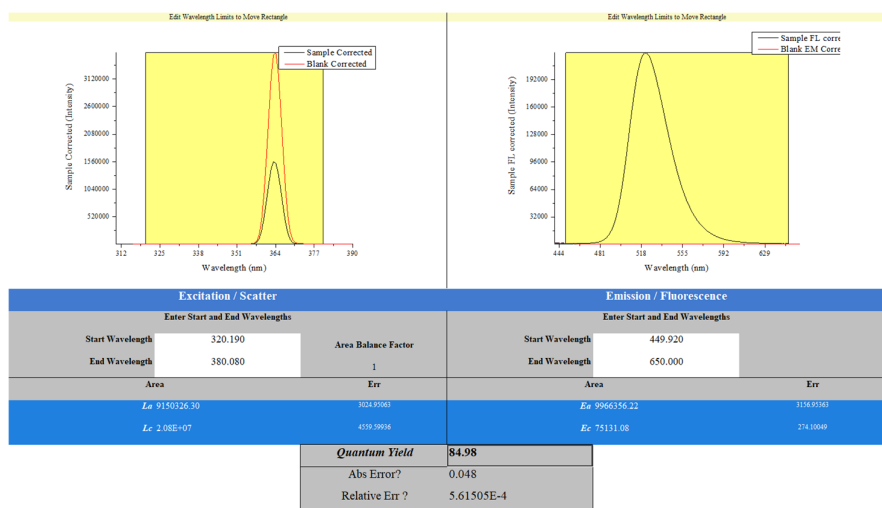 Edit Wavelength Limits to Move Rectangle
Edit Wavelength Limits to Move Rectangle
Sample Corrected
Blank Corrected
Sample Corrected (Intensity)
3120000
2600000
2080000
1560000
1040000
520000
312 325 338 351 364 377 390
Wavelength (nm)
Sample FL corre
Blank EM Corre
Sample FL corrected (Intensity)
192000
160000
128000
96000
64000
32000
444 481 518 555 592 629
Wavelength (nm)
Excitation / Scatter
Enter Start and End Wavelengths
Start Wavelength 320.190
End Wavelength 380.080
Area Balance Factor
1
Area Err
La 9150326.30 3024.95063
Lc 2.08E+07 4559.59936
Emission / Fluorescence
Enter Start and End Wavelengths
Start Wavelength 449.920
End Wavelength 650.000
Area Err
Ea 9966356.22 3156.95363
Ec 75131.08 274.10049
Quantum Yield 84.98
Abs Error? 0.048
Relative Err ? 5.61505E-4